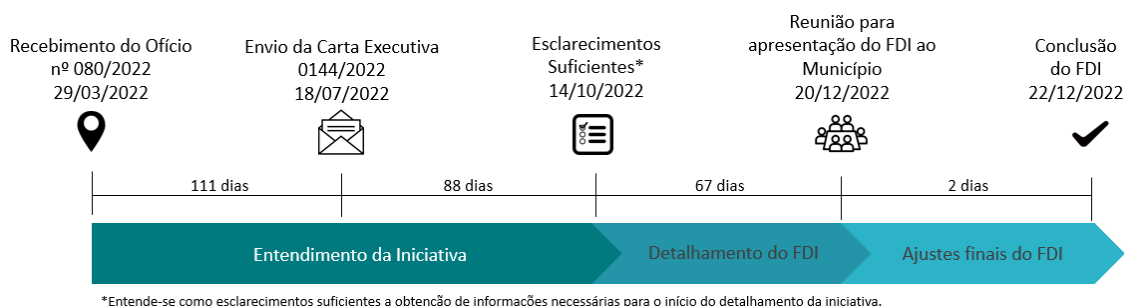 Recebimento do Ofício
nº 080/2022
29/03/2022
Envio da Carta Executiva
0144/2022
18/07/2022
Esclarecimentos
Suficientes*
14/10/2022
Reunião para
apresentação do FDI ao
Município
20/12/2022
Conclusão
do FDI
22/12/2022
111 dias
88 dias
67 dias
2 dias
Entendimento da Iniciativa
Detalhamento do FDI
Ajustes finais do FDI
*Entende-se como esclarecimentos suficientes a obtenção de informações necessárias para o início do detalhamento da iniciativa.